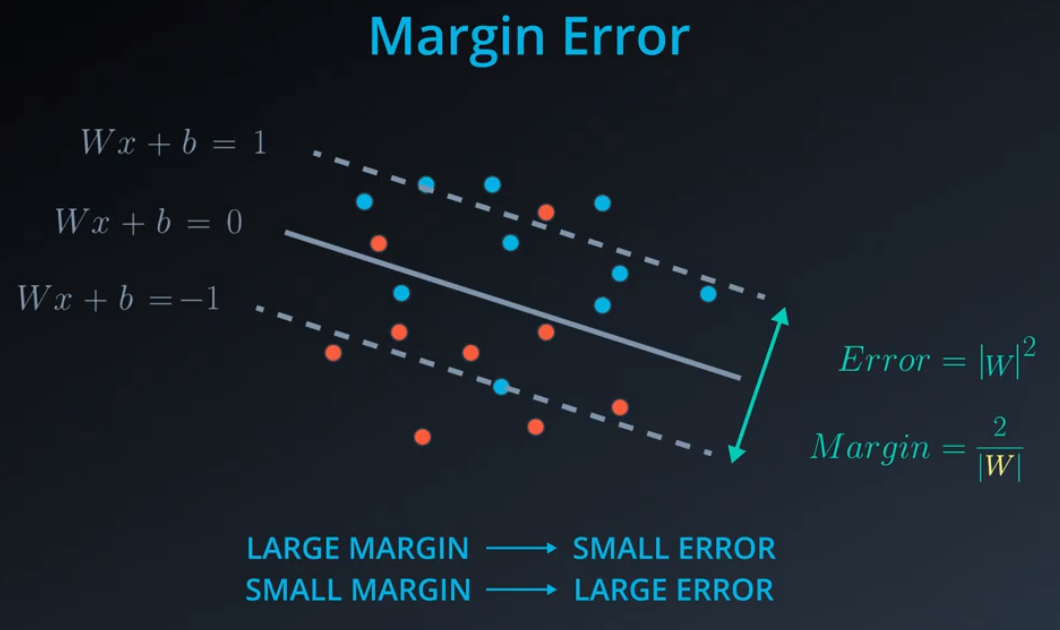 Margin Error
Wx + b = 1
Wx + b = 0
Wx + b =−1
Error = |W|²
Margin = 2/|W|
LARGE MARGIN ⟶ SMALL ERROR
SMALL MARGIN ⟶ LARGE ERROR